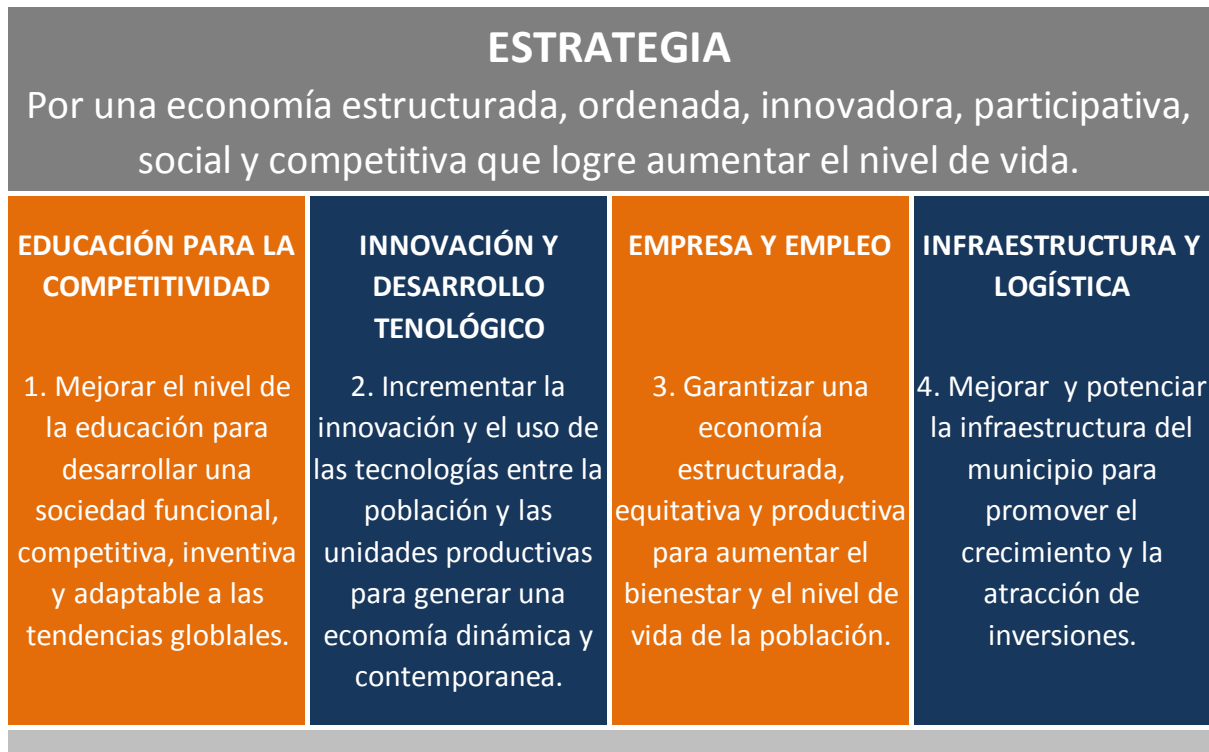 ESTRATEGIA
Por una economía estructurada, ordenada, innovadora, participativa,
social y competitiva que logre aumentar el nivel de vida.
EDUCACIÓN PARA LA
COMPETITIVIDAD
1. Mejorar el nivel de
la educación para
desarrollar una
sociedad funcional,
competitiva, inventiva
y adaptable a las
tendencias globlales.
INNOVACIÓN Y
DESARROLLO
TENOLÓGICO
2. Incrementar la
innovación y el uso de
las tecnologías entre la
población y las
unidades productivas
para generar una
economía dinámica y
contemporanea.
EMPRESA Y EMPLEO
3. Garantizar una
economía
estructurada,
equitativa y productiva
para aumentar el
bienestar y el nivel de
vida de la población.
INFRAESTRUCTURA Y
LOGÍSTICA
4. Mejorar  y potenciar
la infraestructura del
municipio para
promover el
crecimiento y la
atracción de
inversiones.